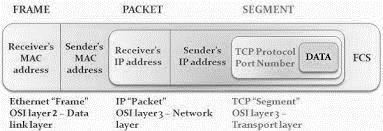 FRAME PACKET SEGMENT
Receiver's MAC address
Sender's MAC address
Receiver's IP address
Sender's IP address
TCP Protocol Port Number
DATA
FCS
Ethernet "Frame"
OSI layer 2 – Data
link layer
IP "Packet"
OSI layer 3 – Network
layer
TCP "Segment"
OSI layer 3 –
Transport layer